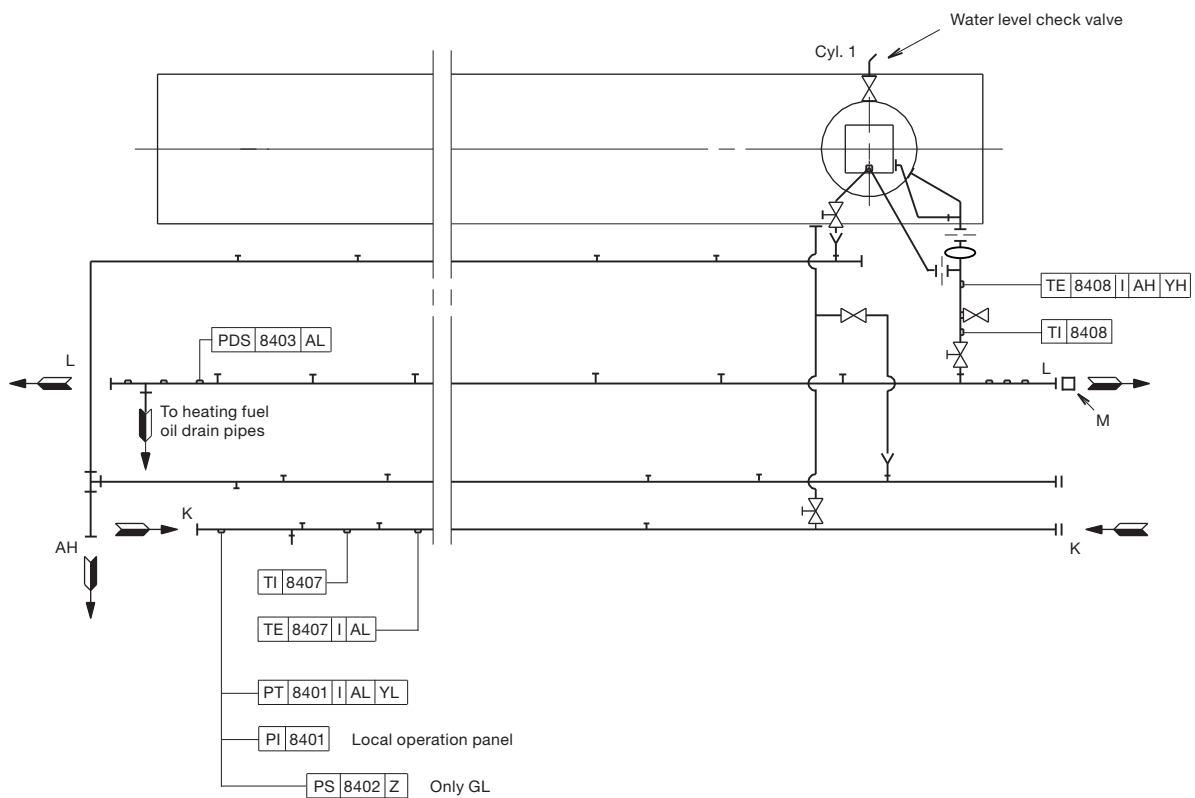 Water level check valve
Cyl. 1
TE 8408 I AH YH
TI 8408
PDS 8403 AL
L
L
M
To heating fuel
oil drain pipes
K
AH
K
TI 8407
TE 8407 I AL
PT 8401 I AL YL
PI 8401 Local operation panel
PS 8402 Z Only GL